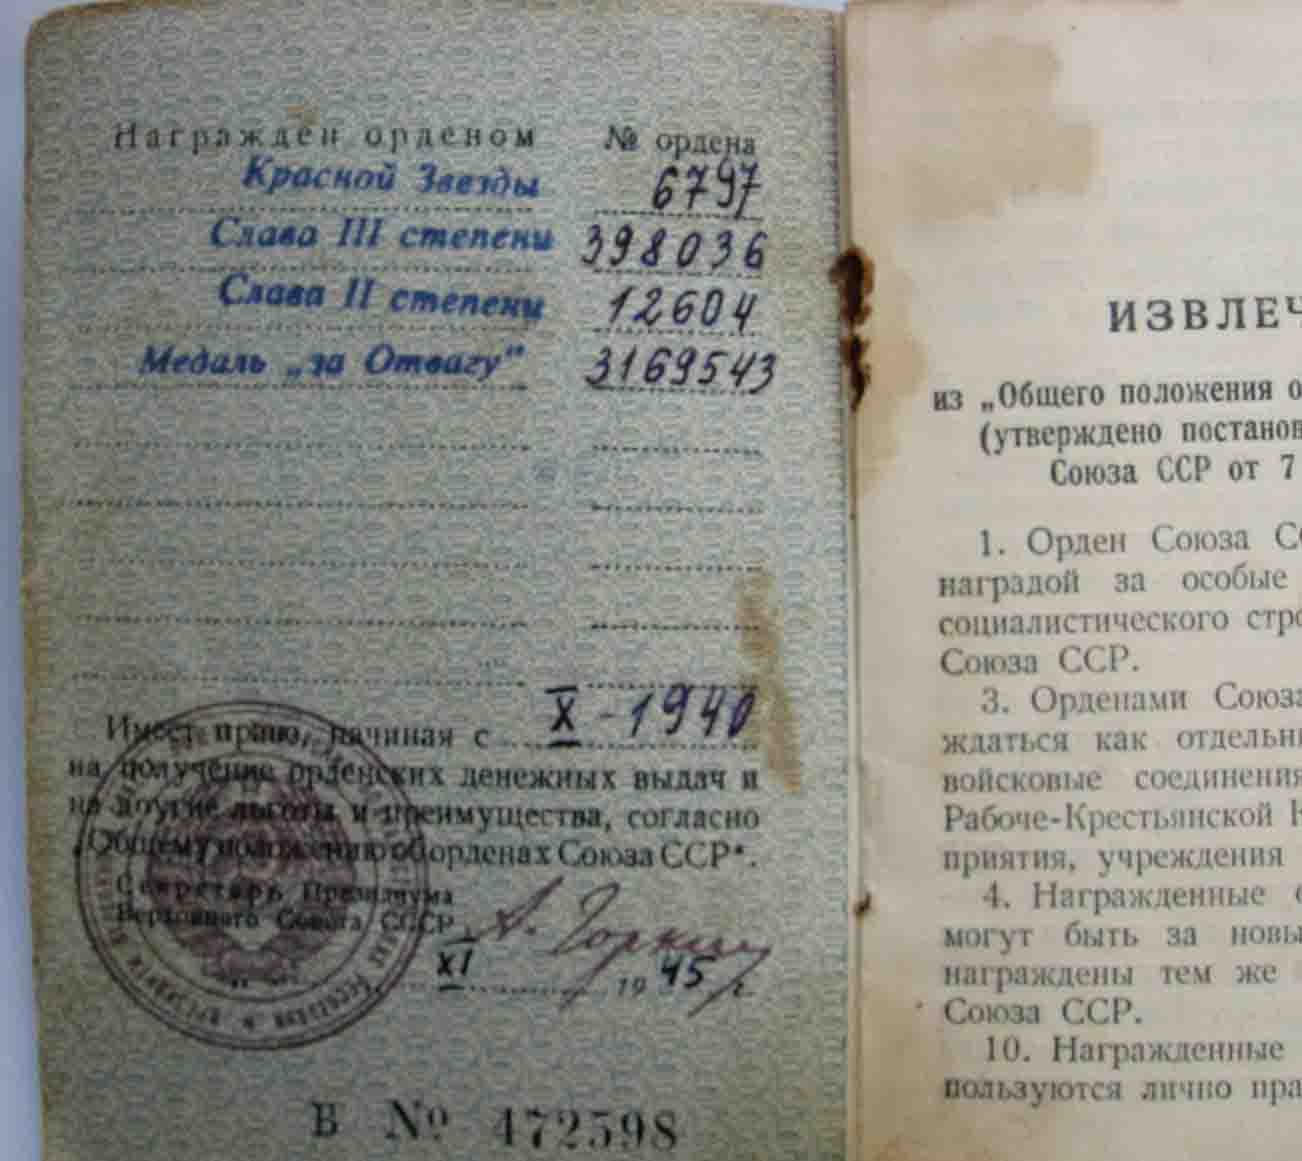 Награжден орденом № ордена
Красной Звезды 6797
Слава III степени 398036
Слава II степени 12604
Медаль „за Отвагу" 3169543
Имеет право, начиная с X - 1940
на получение орденских денежных выдач и
на другие льготы и преимущества, согласно
„Общему положению об орденах Союза ССР".
Секретарь Президиума
Верховного Совета СССР А. Горкин
XI 1945 г.
В № 472598
ИЗВЛЕЧ
из „Общего положения о
(утверждено постанов
Союза ССР от 7
1. Орден Союза СС
наградой за особые
социалистического стро
Союза ССР.
3. Орденами Союза
ждаться как отдельн
войсковые соединения
Рабоче-Крестьянской К
приятия, учреждения
4. Награжденные
могут быть за новы
награждены тем же
Союза ССР.
10. Награжденные
пользуются лично пра